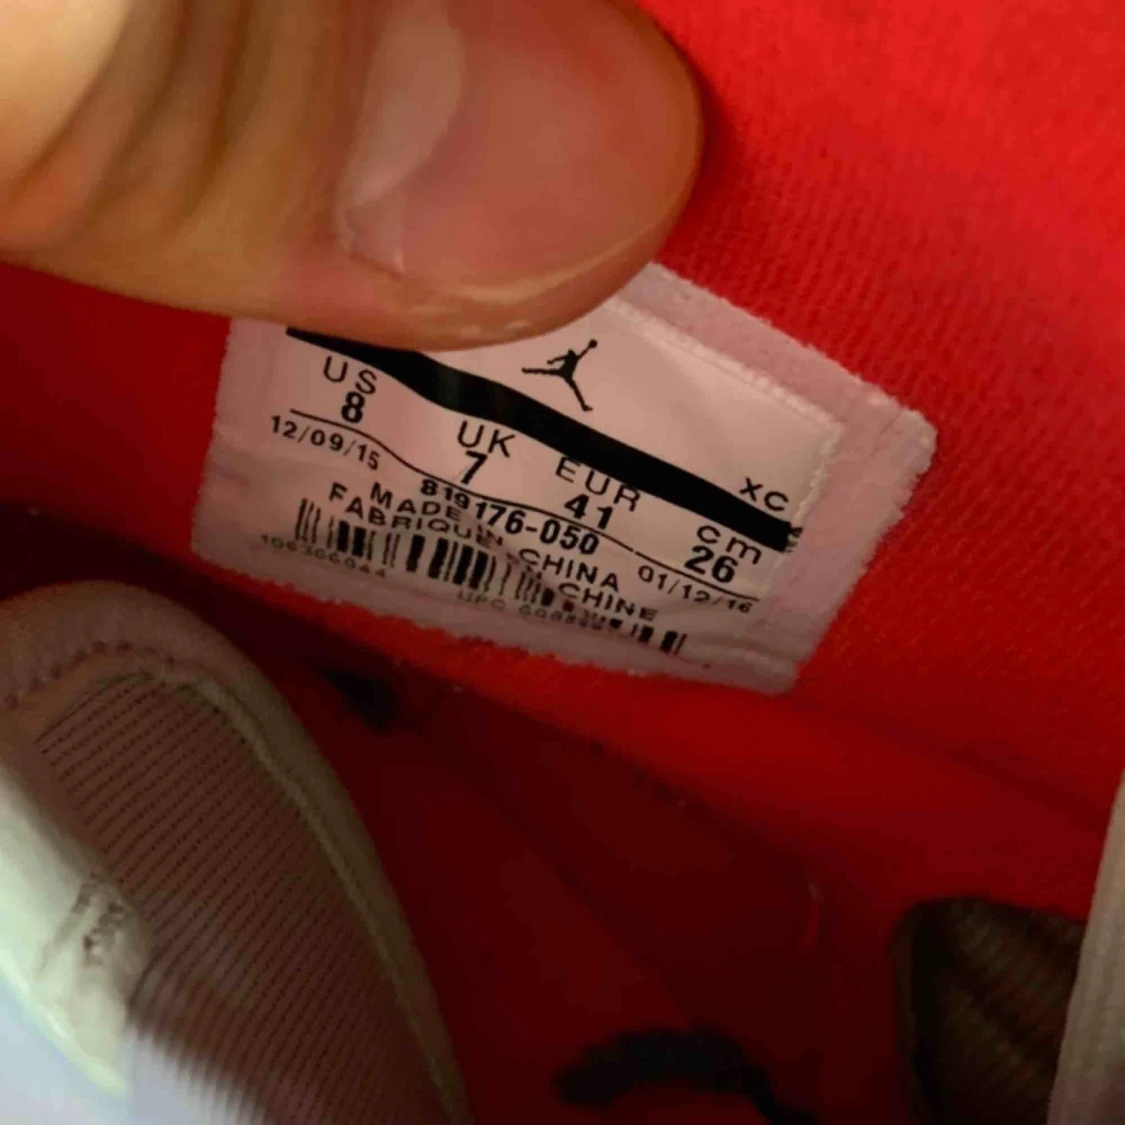 XC
US UK EUR cm
8 7 41 26
12/09/15 819176-050 01/12/16
MADE IN CHINA
FABRIQUE EN CHINE
UPC